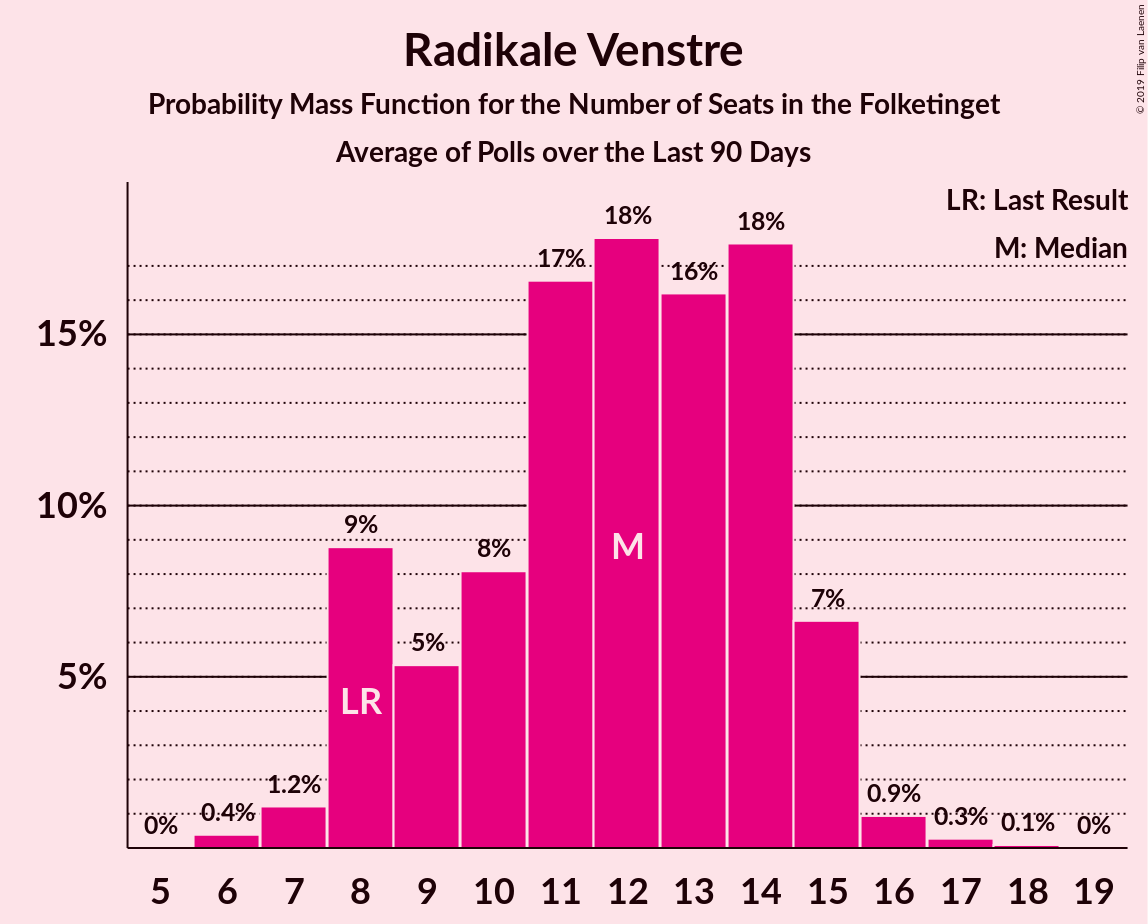 Radikale Venstre
Probability Mass Function for the Number of Seats in the Folketinget
Average of Polls over the Last 90 Days
© 2019 Filip van Laenen
LR: Last Result
M: Median
15%
10%
5%
0%
0.4%
1.2%
9%
5%
8%
17%
18%
16%
18%
7%
0.9%
0.3%
0.1%
0%
LR
M
5 6 7 8 9 10 11 12 13 14 15 16 17 18 19